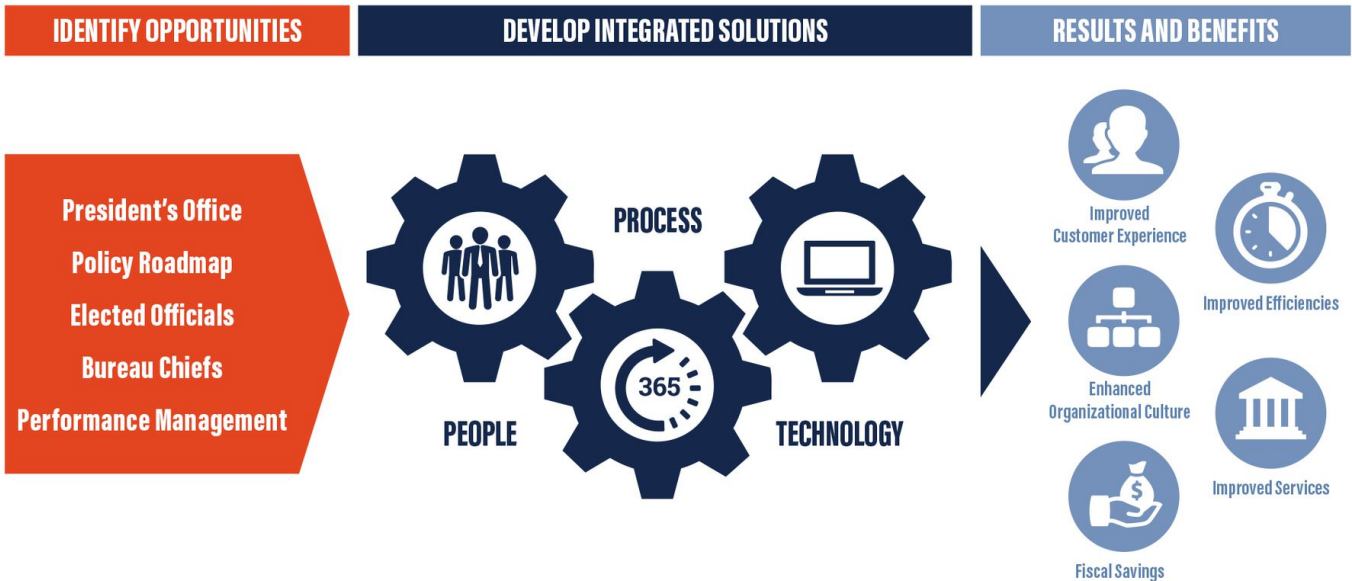 IDENTIFY OPPORTUNITIES
DEVELOP INTEGRATED SOLUTIONS
RESULTS AND BENEFITS
President's Office
Policy Roadmap
Elected Officials
Bureau Chiefs
Performance Management
PROCESS
365
PEOPLE
TECHNOLOGY
Improved
Customer Experience
Improved Efficiencies
Enhanced
Organizational Culture
$
Improved Services
Fiscal Savings